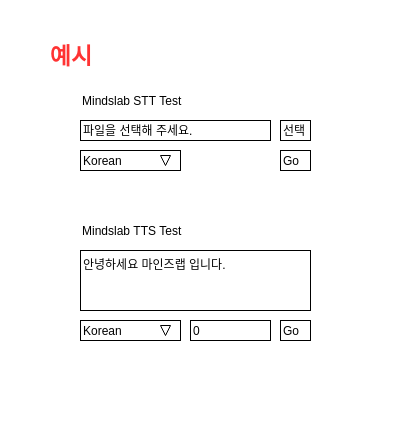 예시
Mindslab STT Test
파일을 선택해 주세요. 선택
Korean Go
Mindslab TTS Test
안녕하세요 마인즈랩 입니다.
Korean 0 Go